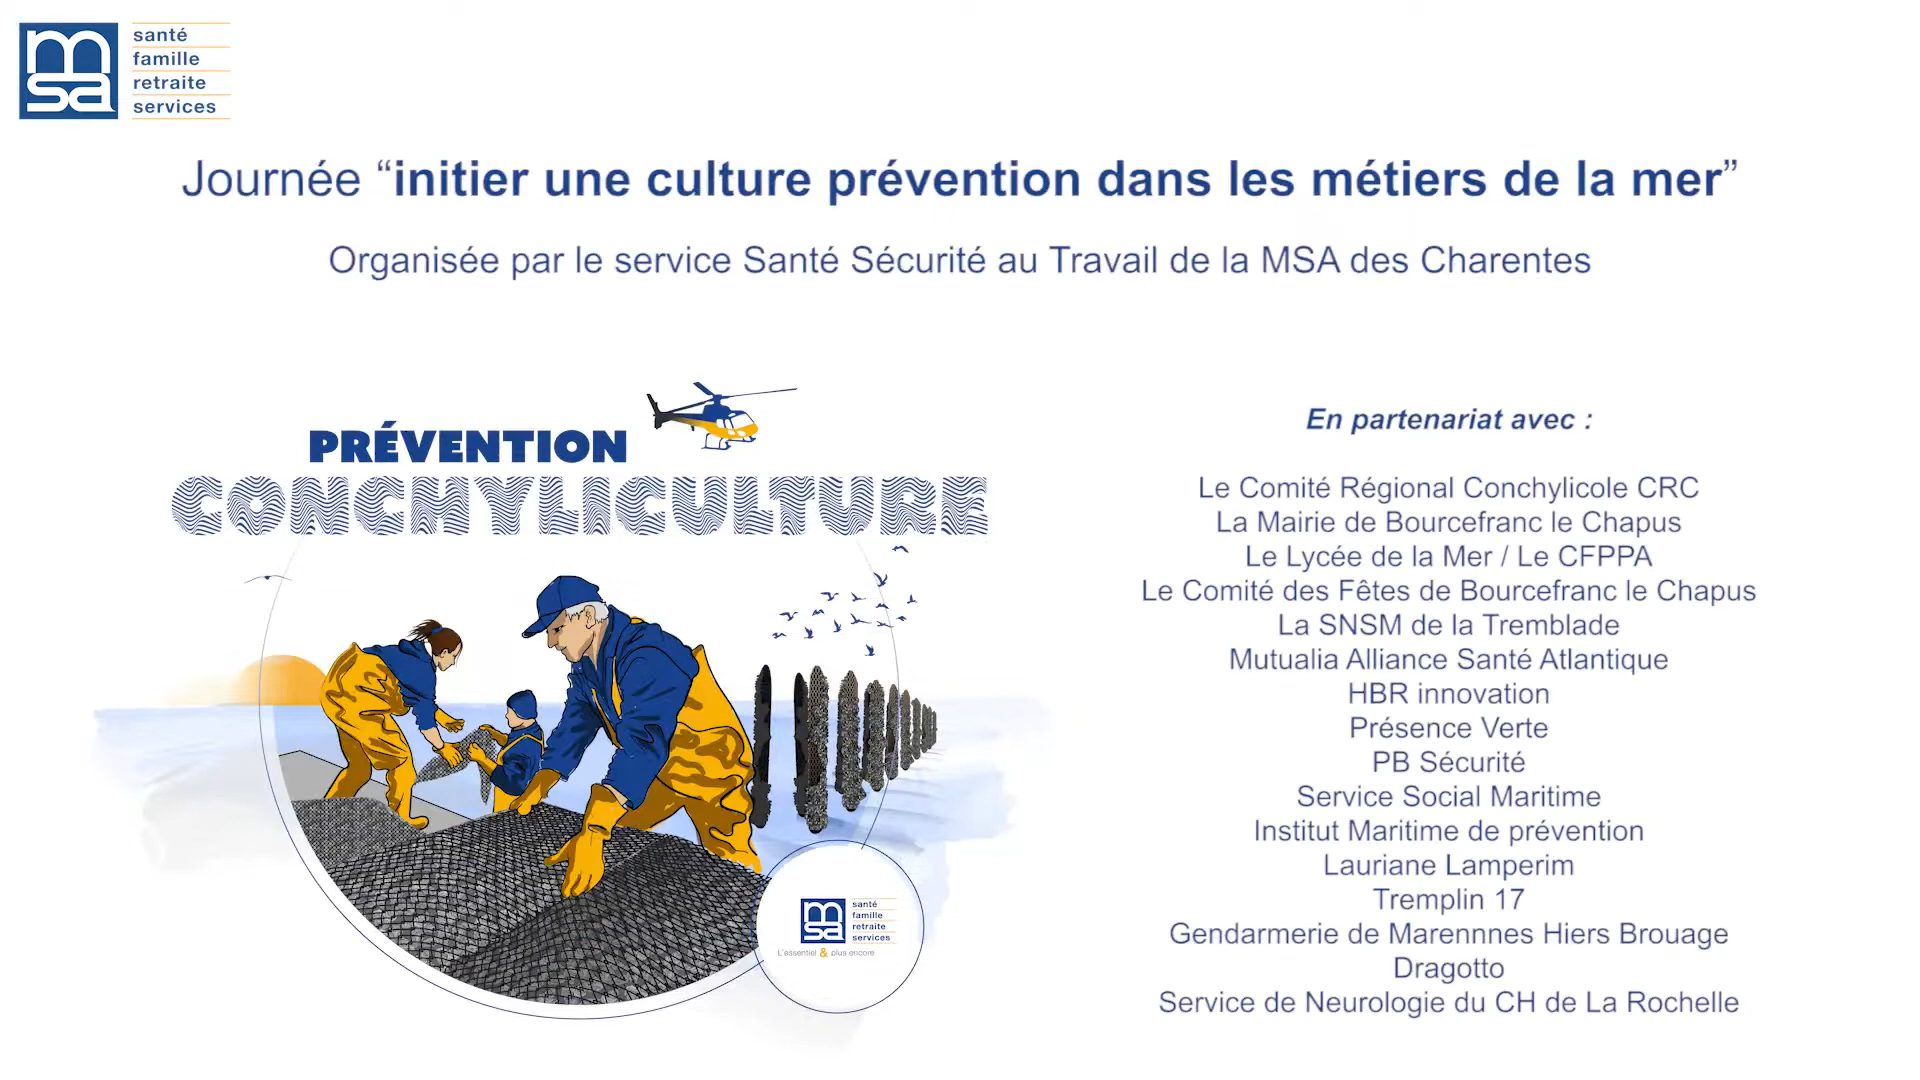 msa
santé
famille
retraite
services
Journée “initier une culture prévention dans les métiers de la mer”
Organisée par le service Santé Sécurité au Travail de la MSA des Charentes
PRÉVENTION
CONCHYLICULTURE
msa
santé
famille
retraite
services
L'essentiel & plus encore
En partenariat avec :
Le Comité Régional Conchylicole CRC
La Mairie de Bourcefranc le Chapus
Le Lycée de la Mer / Le CFPPA
Le Comité des Fêtes de Bourcefranc le Chapus
La SNSM de la Tremblade
Mutualia Alliance Santé Atlantique
HBR innovation
Présence Verte
PB Sécurité
Service Social Maritime
Institut Maritime de prévention
Lauriane Lamperim
Tremplin 17
Gendarmerie de Marennnes Hiers Brouage
Dragotto
Service de Neurologie du CH de La Rochelle